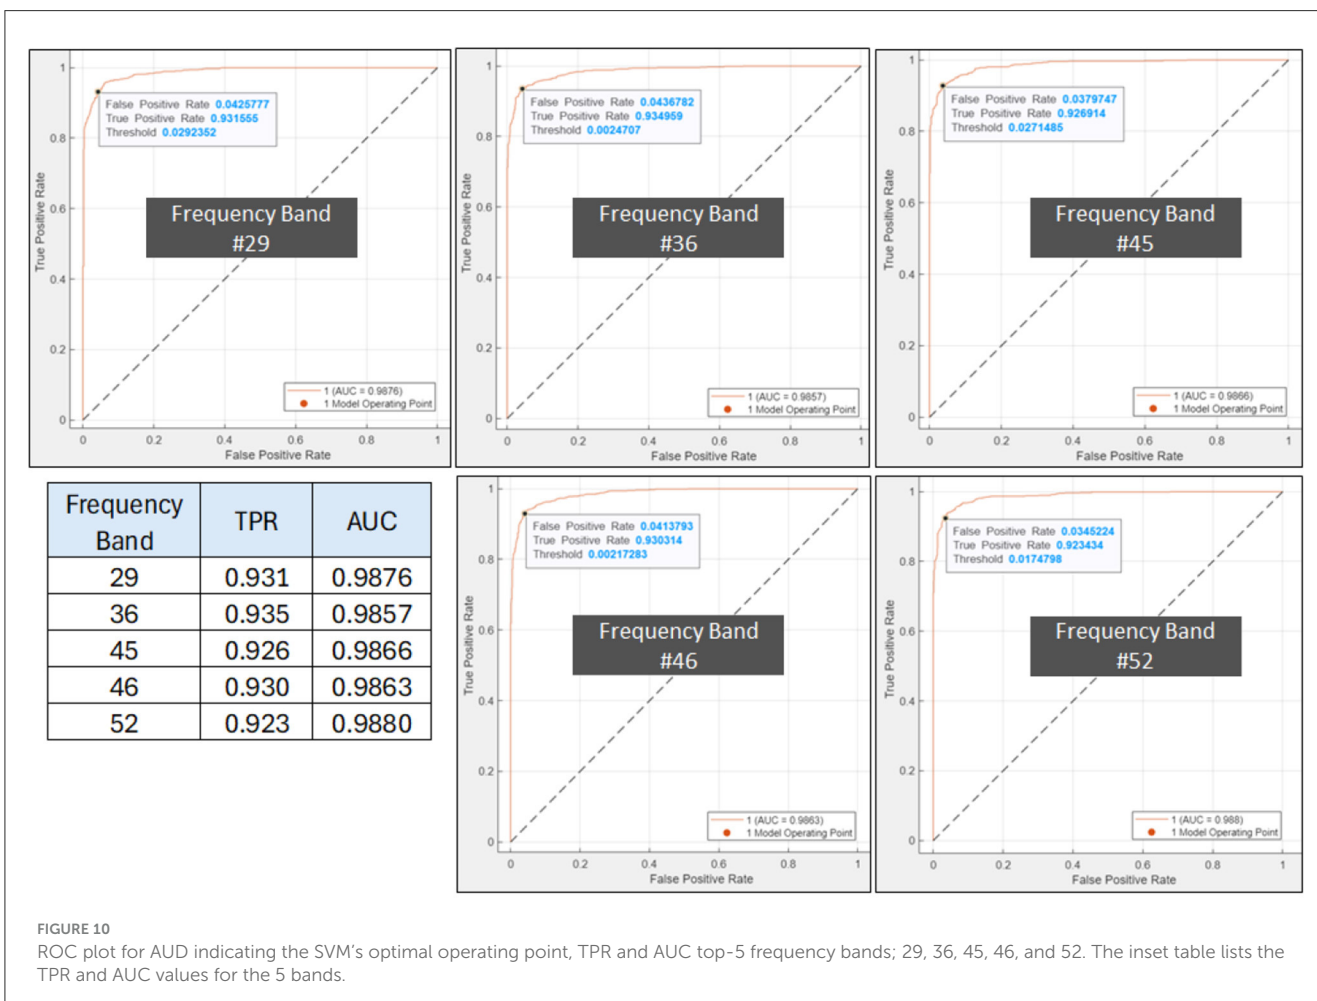 1
0.8
0.6
0.4
0.2
0
True Positive Rate
False Positive Rate 0.0425777
True Positive Rate 0.931555
Threshold 0.0292352
Frequency Band
#29
1 (AUC = 0.9876)
1 Model Operating Point
0 0.2 0.4 0.6 0.8 1
False Positive Rate
1
0.8
0.6
0.4
0.2
0
True Positive Rate
False Positive Rate 0.0436782
True Positive Rate 0.934959
Threshold 0.0024707
Frequency Band
#36
1 (AUC = 0.9857)
1 Model Operating Point
0 0.2 0.4 0.6 0.8 1
False Positive Rate
1
0.8
0.6
0.4
0.2
0
True Positive Rate
False Positive Rate 0.0379747
True Positive Rate 0.926914
Threshold 0.0271485
Frequency Band
#45
1 (AUC = 0.9866)
1 Model Operating Point
0 0.2 0.4 0.6 0.8 1
False Positive Rate
Frequency
Band TPR AUC
29 0.931 0.9876
36 0.935 0.9857
45 0.926 0.9866
46 0.930 0.9863
52 0.923 0.9880
1
0.8
0.6
0.4
0.2
0
True Positive Rate
False Positive Rate 0.0413793
True Positive Rate 0.930314
Threshold 0.00217283
Frequency Band
#46
1 (AUC = 0.9863)
1 Model Operating Point
0 0.2 0.4 0.6 0.8 1
False Positive Rate
1
0.8
0.6
0.4
0.2
0
True Positive Rate
False Positive Rate 0.0345224
True Positive Rate 0.923434
Threshold 0.0174798
Frequency Band
#52
1 (AUC = 0.988)
1 Model Operating Point
0 0.2 0.4 0.6 0.8 1
False Positive Rate
FIGURE 10
ROC plot for AUD indicating the SVM's optimal operating point, TPR and AUC top-5 frequency bands; 29, 36, 45, 46, and 52. The inset table lists the
TPR and AUC values for the 5 bands.